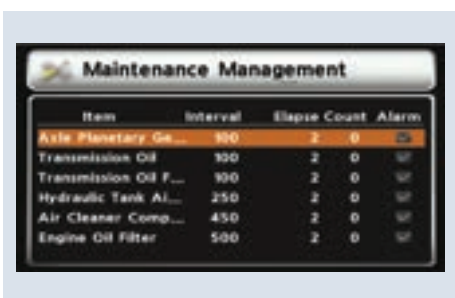 Maintenance Management
Item Interval Elapse Count Alarm
Axle Planetary Ge... 100 2 0
Transmission Oil 100 2 0
Transmission Oil F... 100 2 0
Hydraulic Tank Ai... 250 2 0
Air Cleaner Comp... 450 2 0
Engine Oil Filter 500 2 0